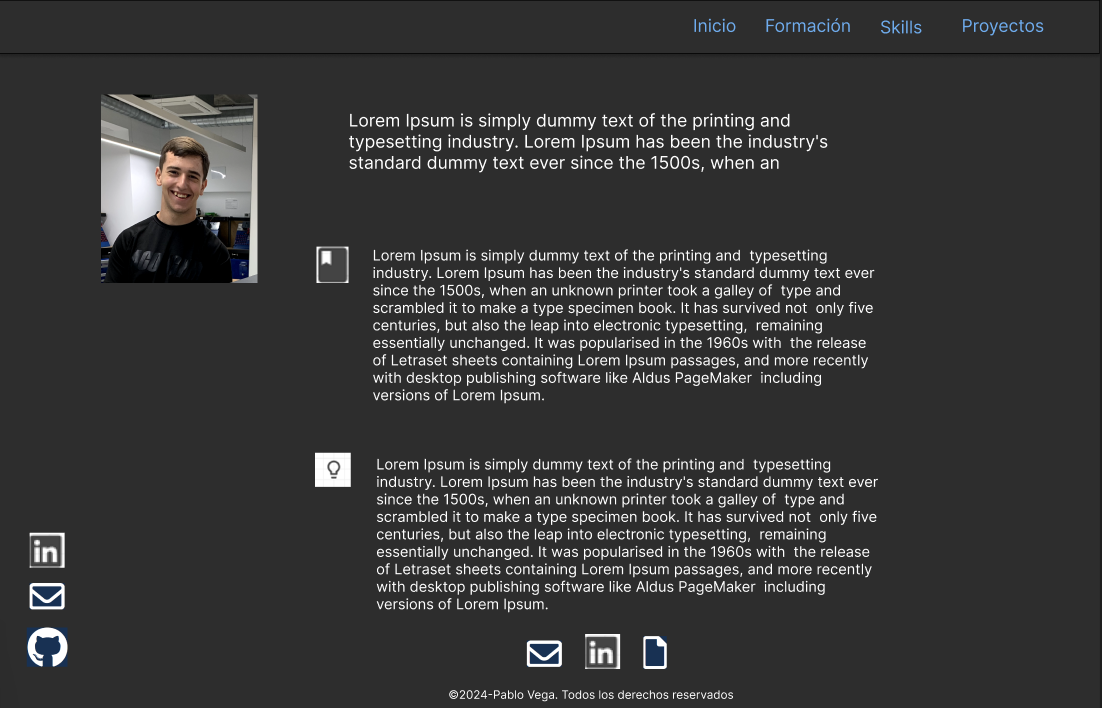 Inicio Formación Skills Proyectos
Lorem Ipsum is simply dummy text of the printing and
typesetting industry. Lorem Ipsum has been the industry's
standard dummy text ever since the 1500s, when an
Lorem Ipsum is simply dummy text of the printing and  typesetting
industry. Lorem Ipsum has been the industry's standard dummy text ever
since the 1500s, when an unknown printer took a galley of  type and
scrambled it to make a type specimen book. It has survived not  only five
centuries, but also the leap into electronic typesetting,  remaining
essentially unchanged. It was popularised in the 1960s with  the release
of Letraset sheets containing Lorem Ipsum passages, and more recently
with desktop publishing software like Aldus PageMaker  including
versions of Lorem Ipsum.
Lorem Ipsum is simply dummy text of the printing and  typesetting
industry. Lorem Ipsum has been the industry's standard dummy text ever
since the 1500s, when an unknown printer took a galley of  type and
scrambled it to make a type specimen book. It has survived not  only five
centuries, but also the leap into electronic typesetting,  remaining
essentially unchanged. It was popularised in the 1960s with  the release
of Letraset sheets containing Lorem Ipsum passages, and more recently
with desktop publishing software like Aldus PageMaker  including
versions of Lorem Ipsum.
in
in
©2024-Pablo Vega. Todos los derechos reservados